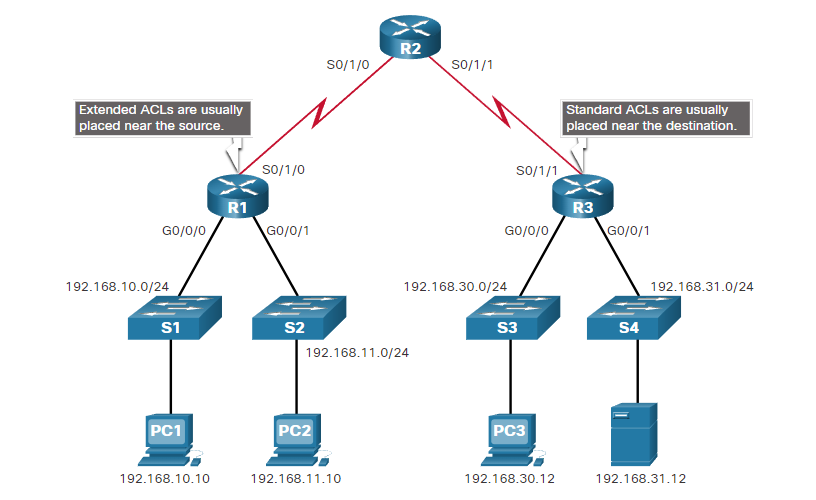 R2
S0/1/0
S0/1/1
Extended ACLs are usually
placed near the source.
Standard ACLs are usually
placed near the destination.
S0/1/0
S0/1/1
R1
R3
G0/0/0
G0/0/1
G0/0/0
G0/0/1
192.168.10.0/24
192.168.30.0/24
192.168.31.0/24
S1
S2
S3
S4
192.168.11.0/24
PC1
PC2
PC3
192.168.10.10
192.168.11.10
192.168.30.12
192.168.31.12